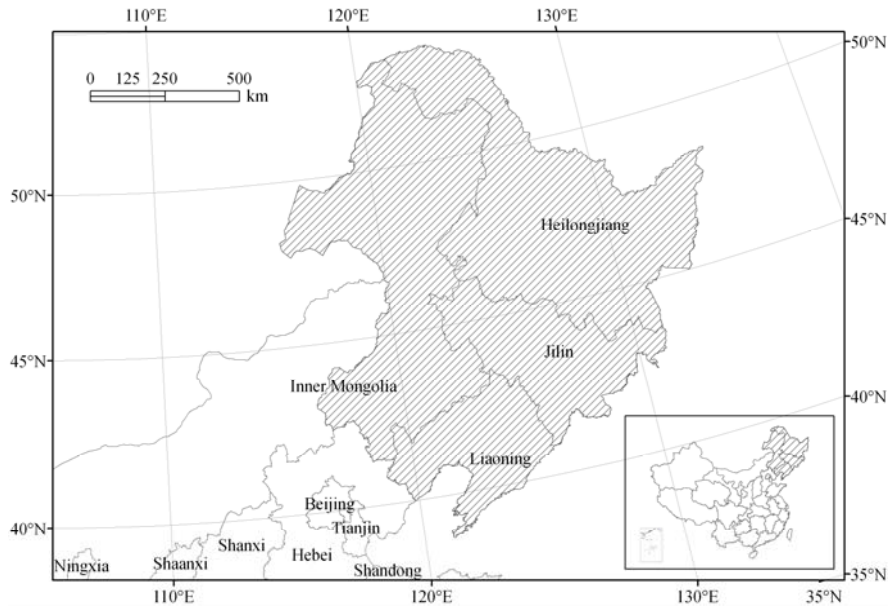 110°E 120°E 130°E
0 125 250 500
km
50°N
50°N
45°N
45°N
40°N
40°N
35°N
Heilongjiang
Jilin
Inner Mongolia
Liaoning
Beijing
Tianjin
Shanxi
Hebei
Shaanxi
Ningxia
Shandong
110°E 120°E 130°E 35°N